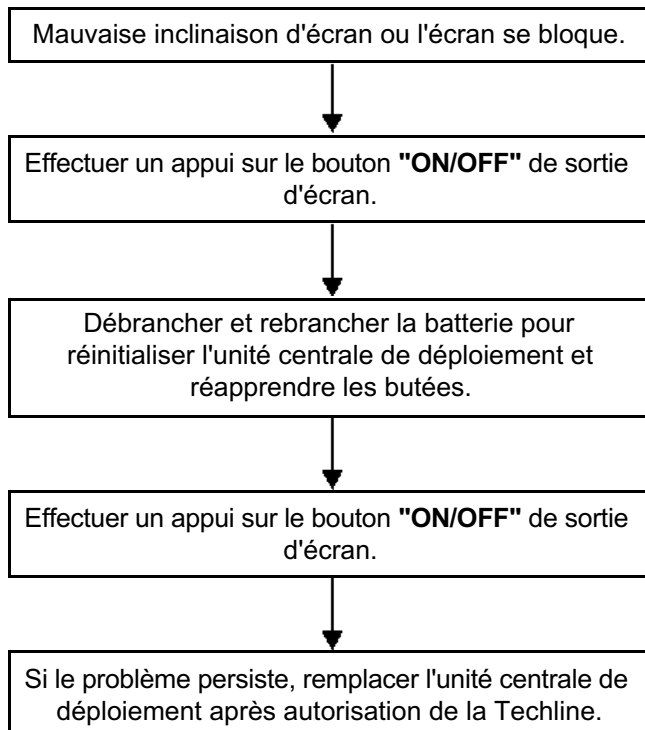 Mauvaise inclinaison d'écran ou l'écran se bloque.
Effectuer un appui sur le bouton "ON/OFF" de sortie
d'écran.
Débrancher et rebrancher la batterie pour
réinitialiser l'unité centrale de déploiement et
réapprendre les butées.
Effectuer un appui sur le bouton "ON/OFF" de sortie
d'écran.
Si le problème persiste, remplacer l'unité centrale de
déploiement après autorisation de la Techline.